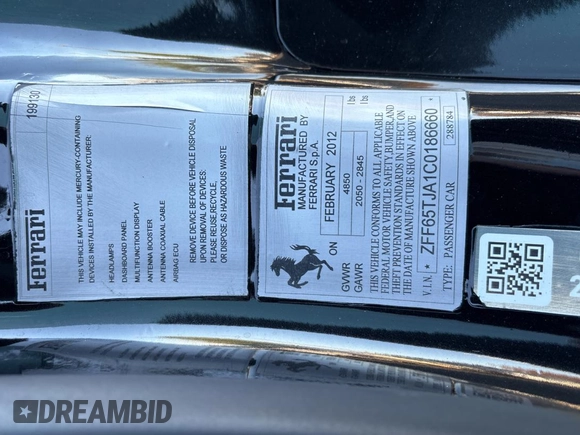 199130
Ferrari
THIS VEHICLE MAY INCLUDE MERCURY-CONTAINING
DEVICES INSTALLED BY THE MANUFACTURER:
HEADLAMPS
DASHBOARD PANEL
MULTIFUNCTION DISPLAY
ANTENNA BOOSTER
ANTENNA COAXIAL CABLE
AIRBAG ECU
REMOVE DEVICE BEFORE VEHICLE DISPOSAL
UPON REMOVAL OF DEVICES:
PLEASE REUSE,RECYCLE,
OR DISPOSE AS HAZARDOUS WASTE
Ferrari
MANUFACTURED BY
FERRARI S.p.A.
ON FEBRUARY 2012
GVWR 4850 lbs
GAWR 2050 - 2845 lbs
THIS VEHICLE CONFORMS TO ALL APPLICABLE
FEDERAL MOTOR VEHICLE SAFETY,BUMPER,AND
THEFT PREVENTION STANDARDS IN EFFECT ON
THE DATE OF MANUFACTURE SHOWN ABOVE
V.I.N. * ZFF65TJA1C0186660 *
TYPE: PASSENGER CAR 288784
2
DREAMBID